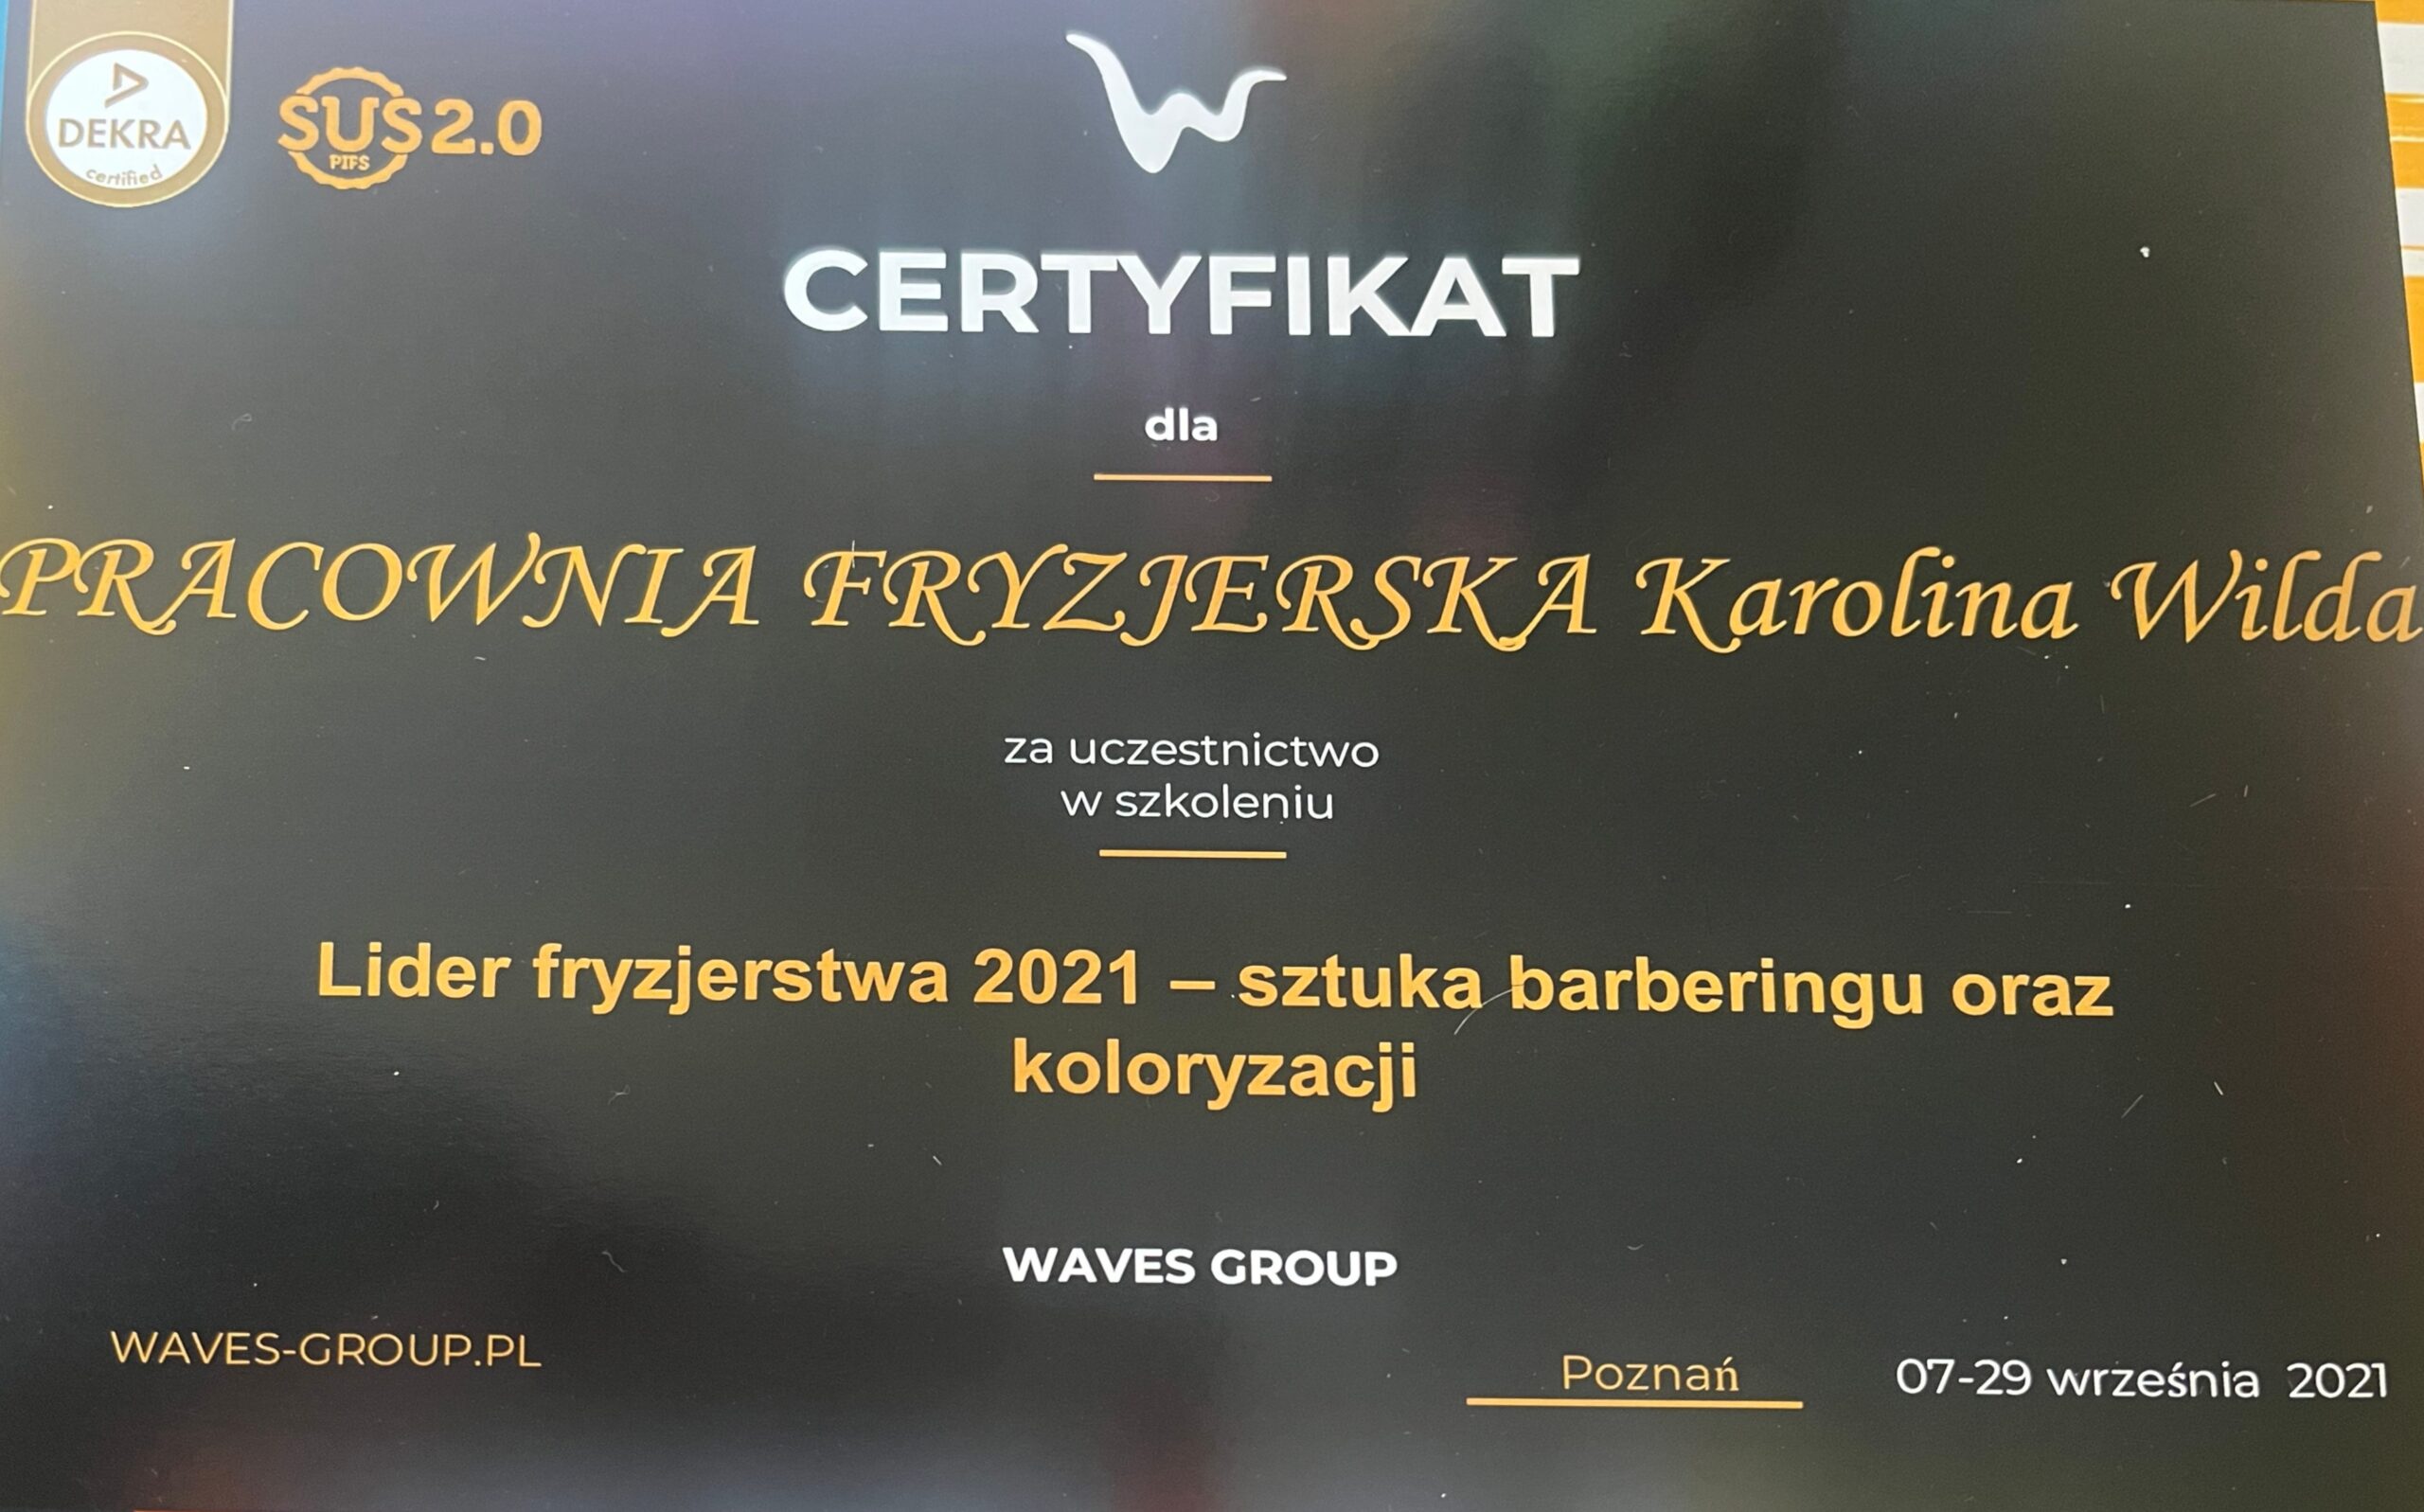 DEKRA
certified
SUS 2.0
PIFS
CERTYFIKAT
dla
PRACOWNIA FRYZJERSKA Karolina Wilda
za uczestnictwo
w szkoleniu
Lider fryzjerstwa 2021 – sztuka barberingu oraz
koloryzacji
WAVES GROUP
WAVES-GROUP.PL
Poznań 07-29 września 2021